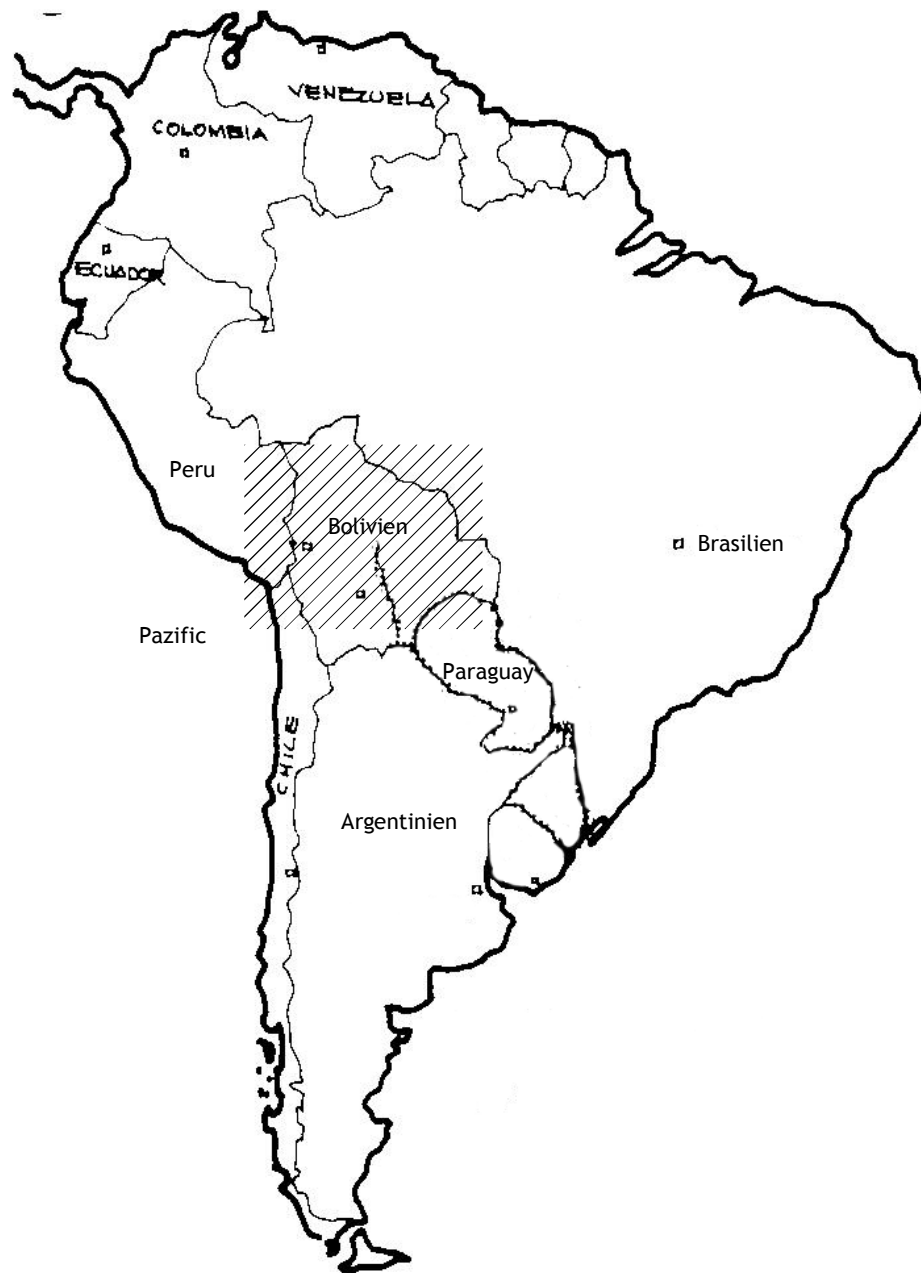 VENEZUELA
COLOMBIA
ECUADOR
Peru
Bolivien
Brasilien
Pazific
Paraguay
CHILE
Argentinien